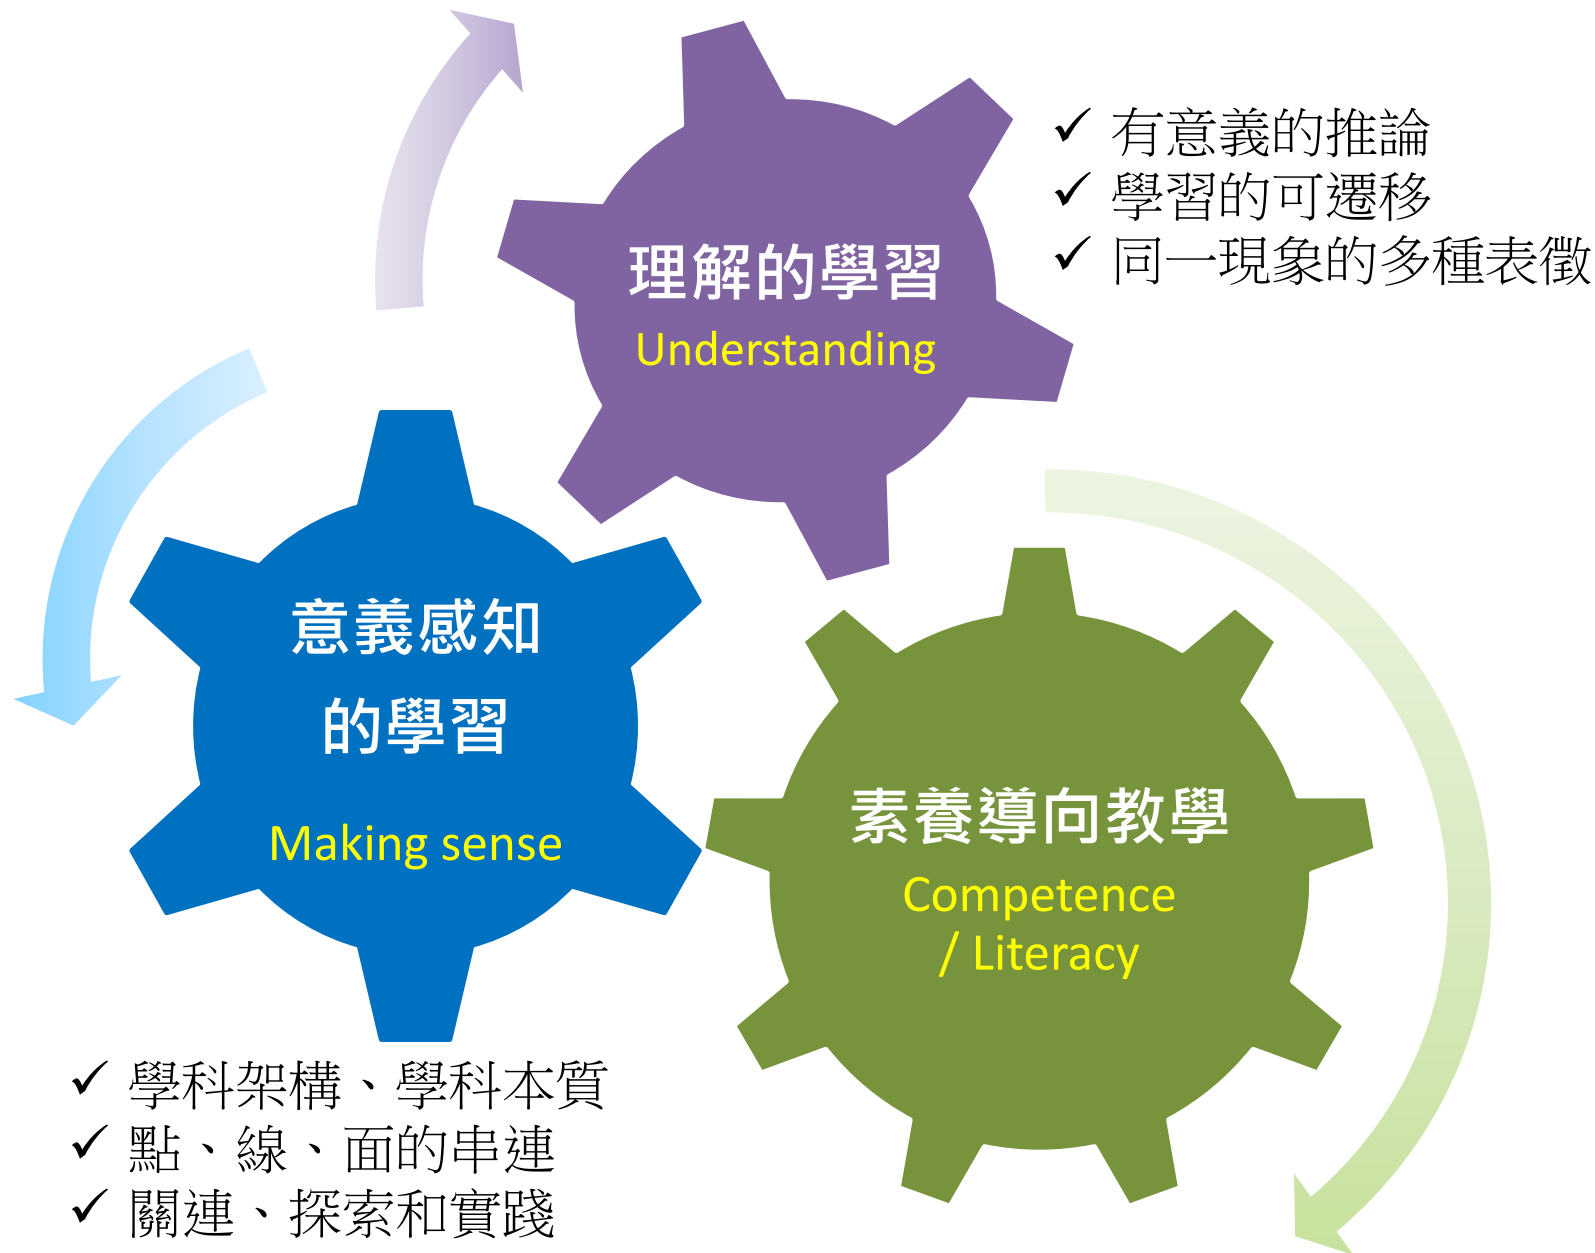 理解的學習
Understanding
✓ 有意義的推論
✓ 學習的可遷移
✓ 同一現象的多種表徵
意義感知
的學習
Making sense
✓ 學科架構、學科本質
✓ 點、線、面的串連
✓ 關連、探索和實踐
素養導向教學
Competence
/ Literacy